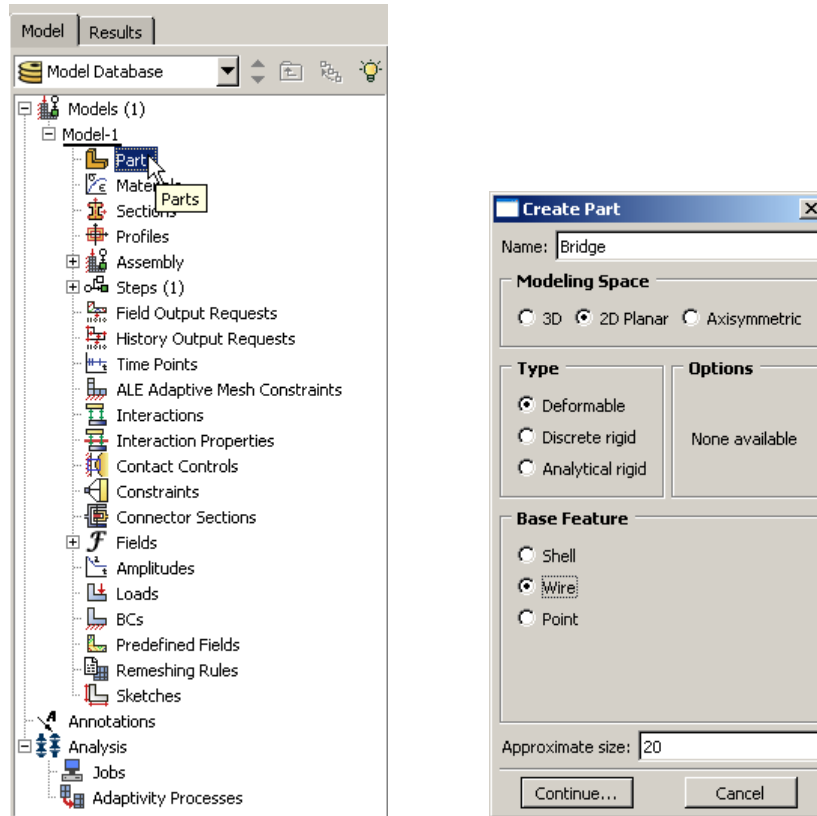 Model Results
Model Database
Models (1)
Model-1
Parts
Materials
Parts
Sections
Profiles
Assembly
Steps (1)
Field Output Requests
History Output Requests
Time Points
ALE Adaptive Mesh Constraints
Interactions
Interaction Properties
Contact Controls
Constraints
Connector Sections
Fields
Amplitudes
Loads
BCs
Predefined Fields
Remeshing Rules
Sketches
Annotations
Analysis
Jobs
Adaptivity Processes
Create Part
Name: Bridge
Modeling Space
3D 2D Planar Axisymmetric
Type Options
Deformable
Discrete rigid None available
Analytical rigid
Base Feature
Shell
Wire
Point
Approximate size: 20
Continue... Cancel